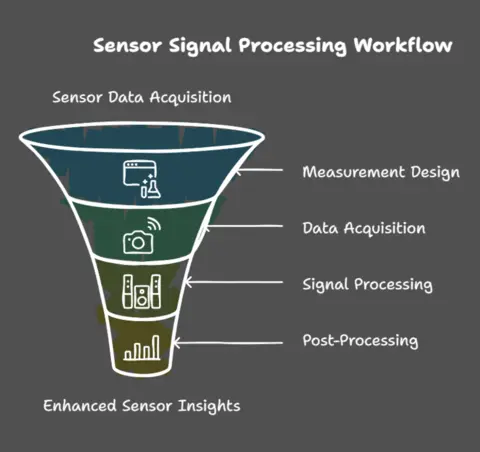 Sensor Signal Processing Workflow
Sensor Data Acquisition
Measurement Design
Data Acquisition
Signal Processing
Post-Processing
Enhanced Sensor Insights